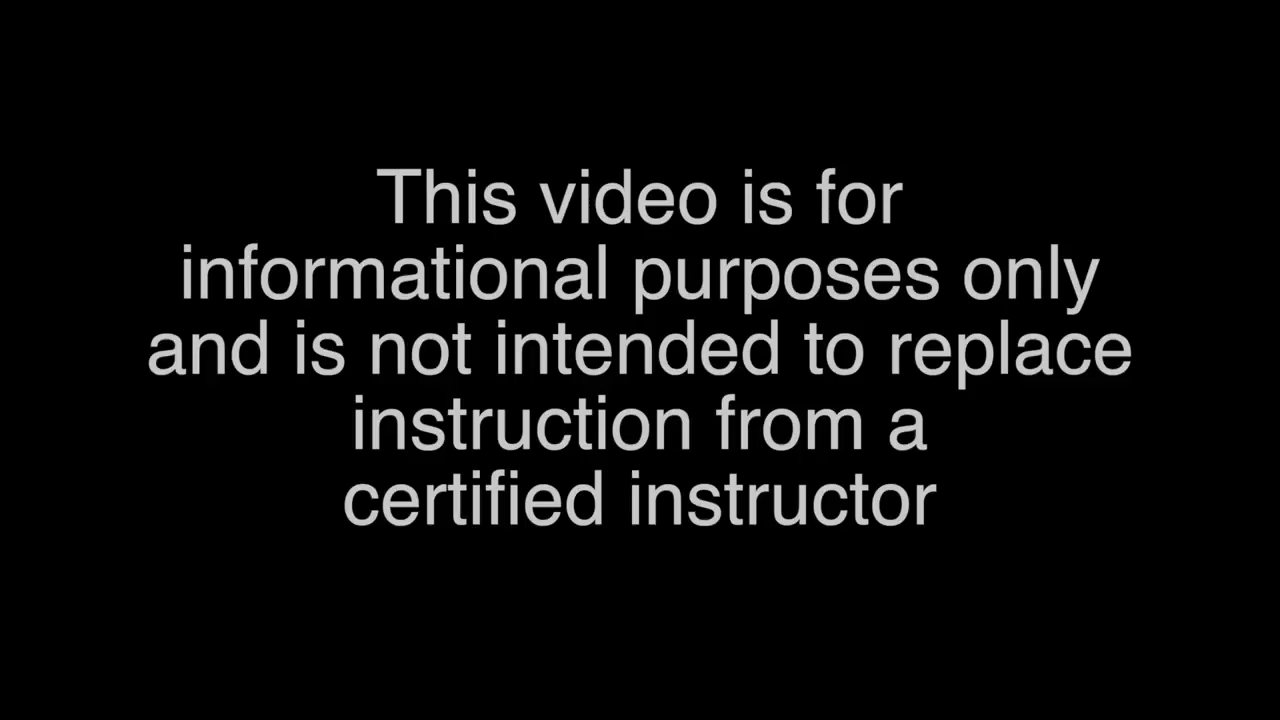 This video is for
informational purposes only
and is not intended to replace
instruction from a
certified instructor